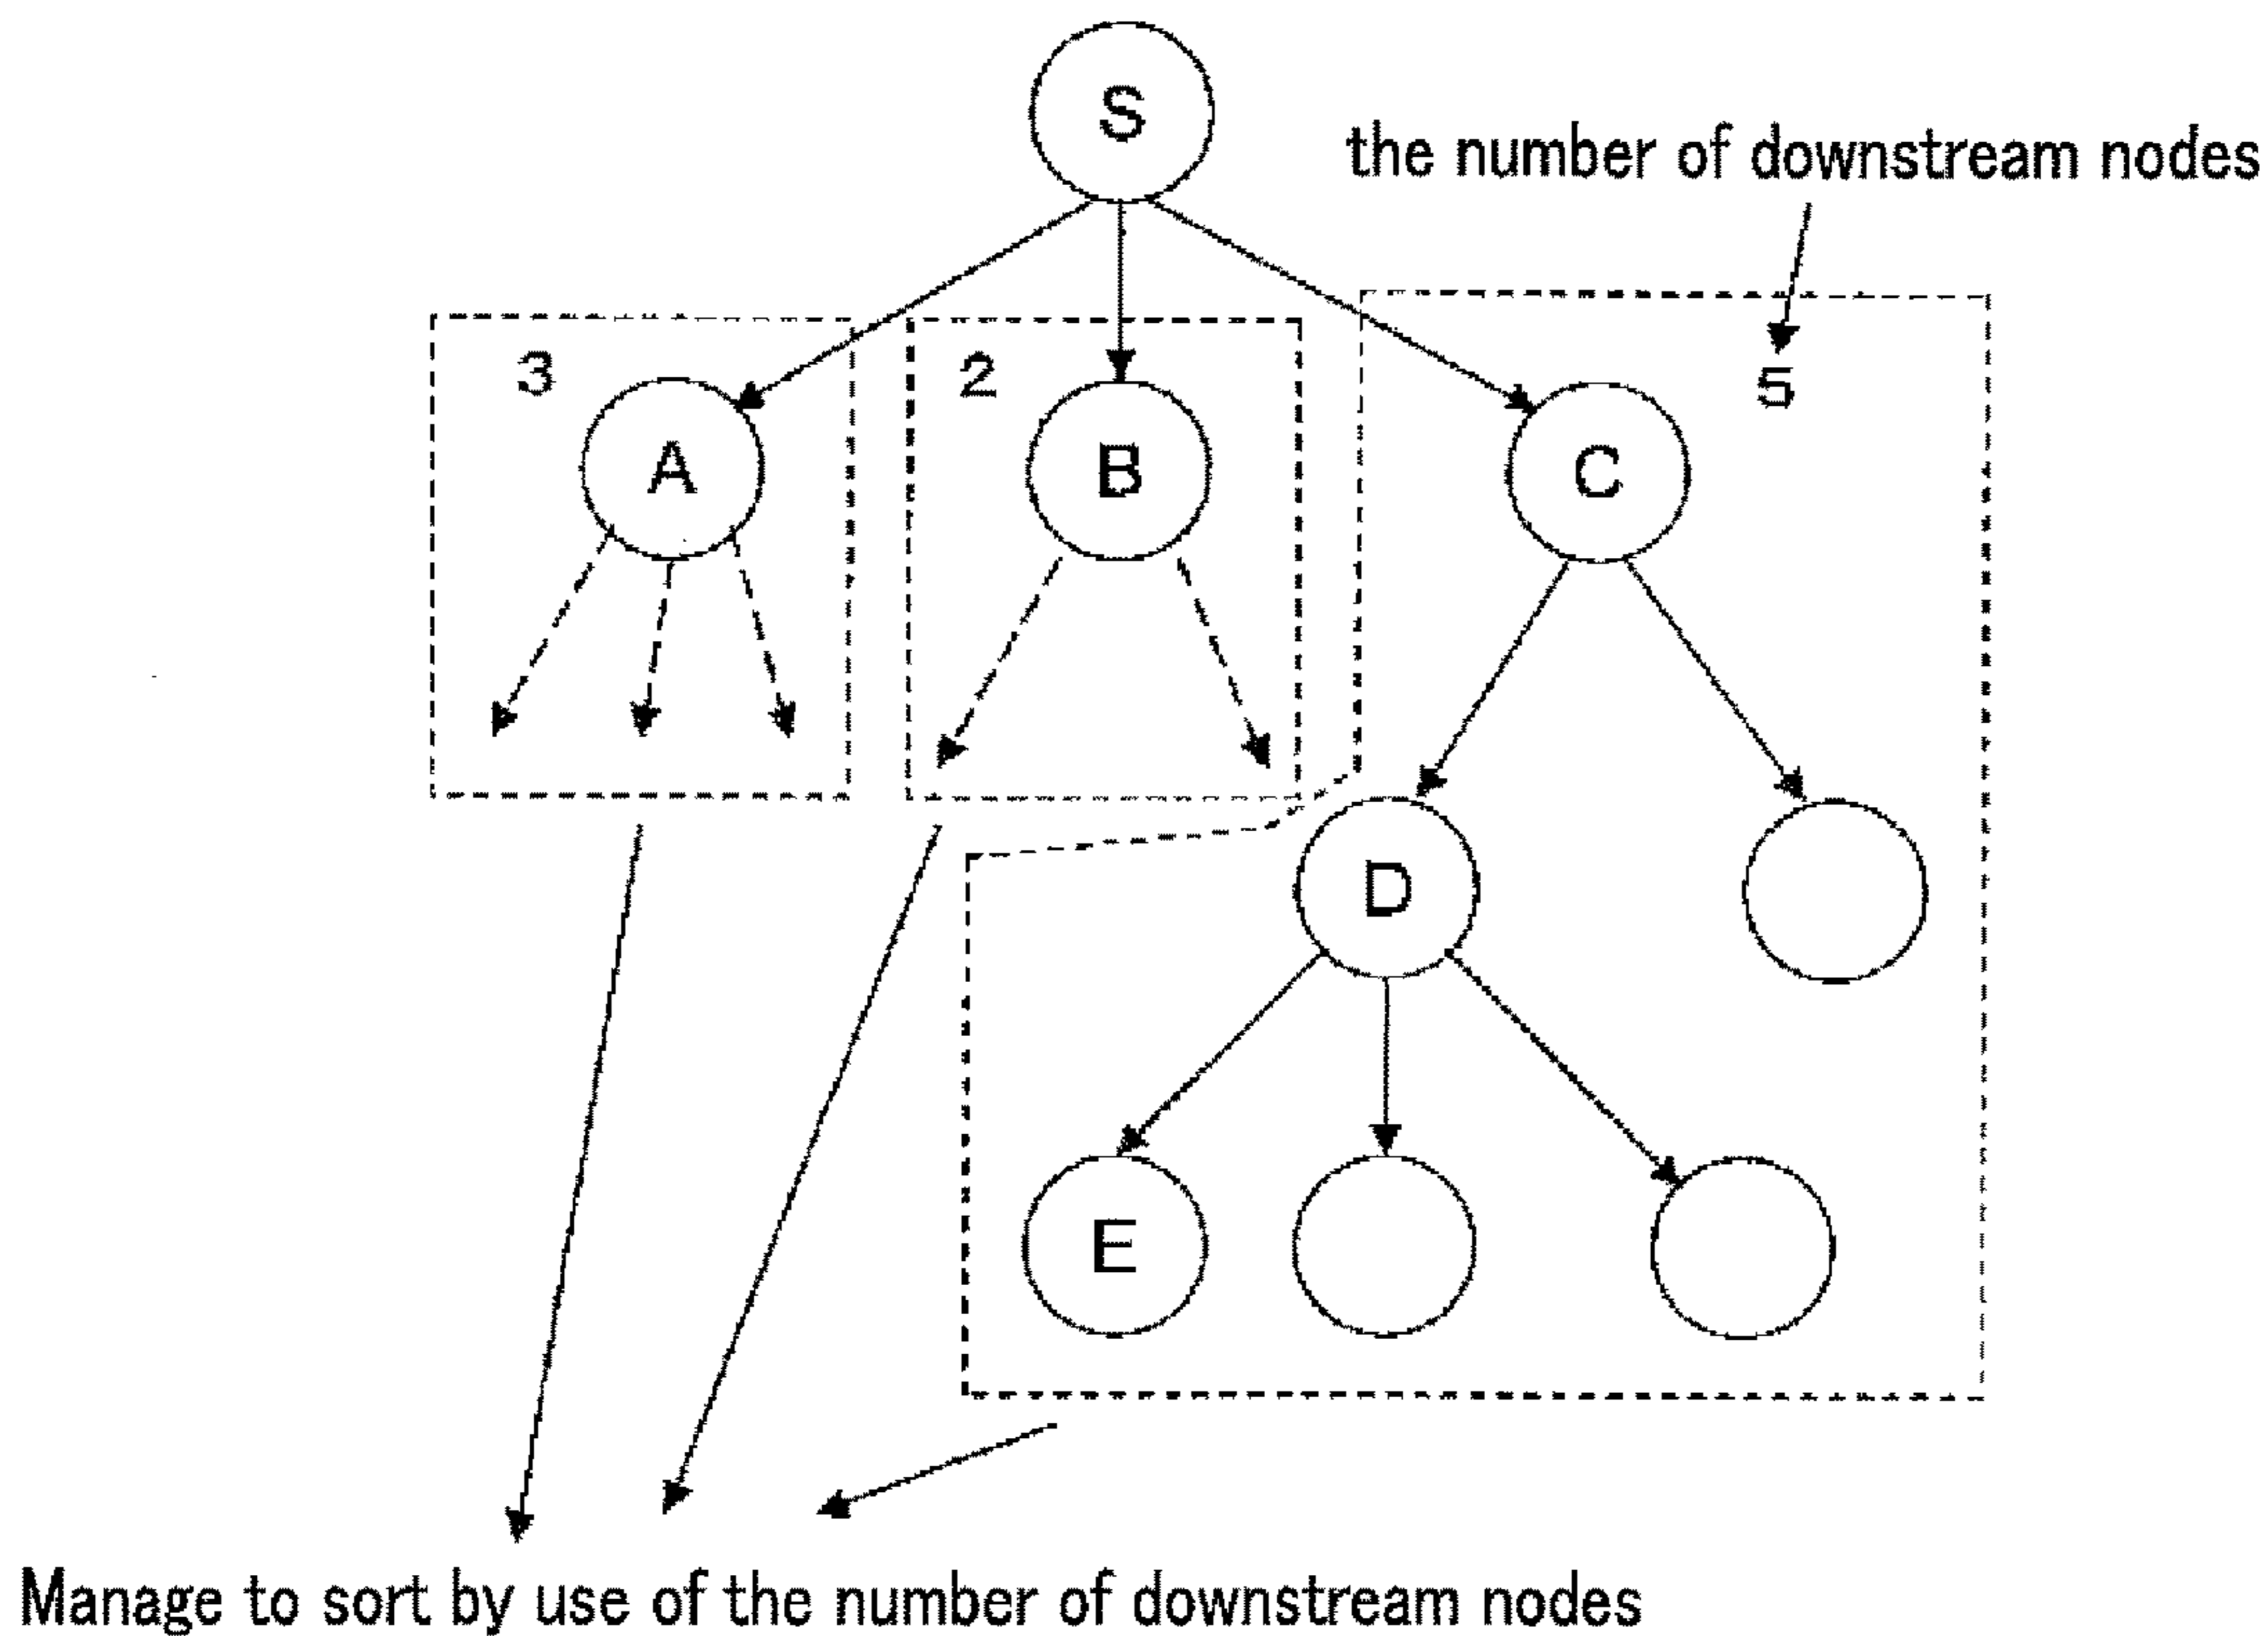 S
the number of downstream nodes
3
2
5
A
B
C
D
E
Manage to sort by use of the number of downstream nodes